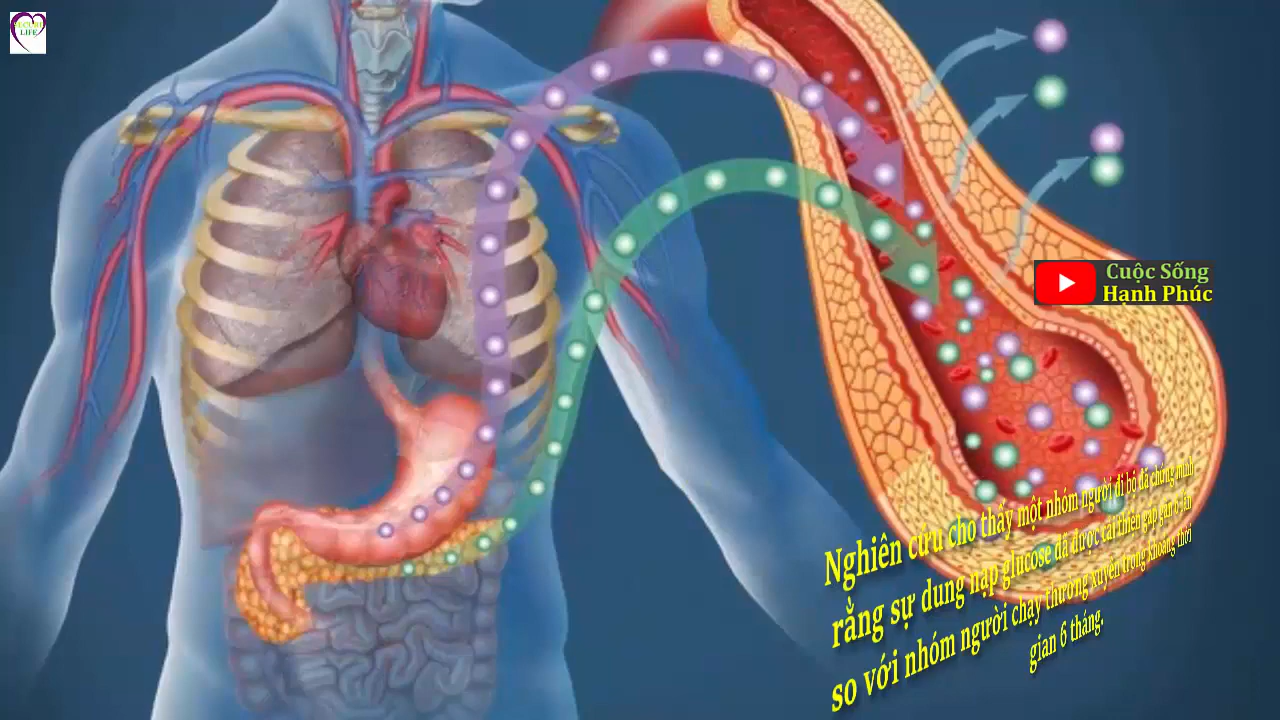 LIFE
Cuộc Sống
Hạnh Phúc
Nghiên cứu cho thấy một nhóm người đi bộ đã chứng minh
rằng sự dung nạp glucose đã được cải thiện gấp gần 6 lần
so với nhóm người chạy thường xuyên trong khoảng thời
gian 6 tháng.